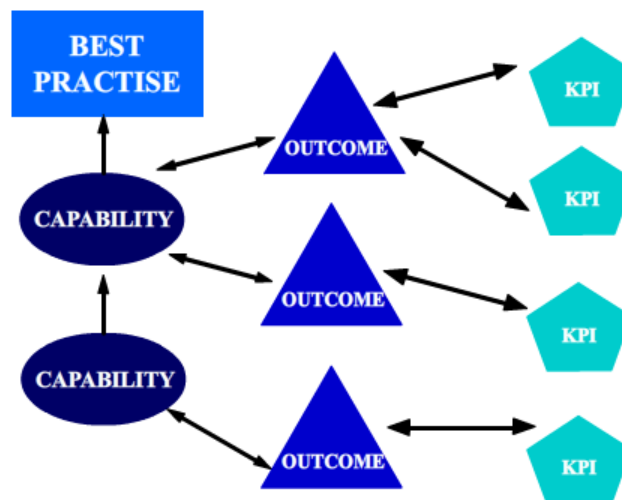 BEST
PRACTISE
OUTCOME
KPI
KPI
CAPABILITY
OUTCOME
KPI
CAPABILITY
OUTCOME
KPI